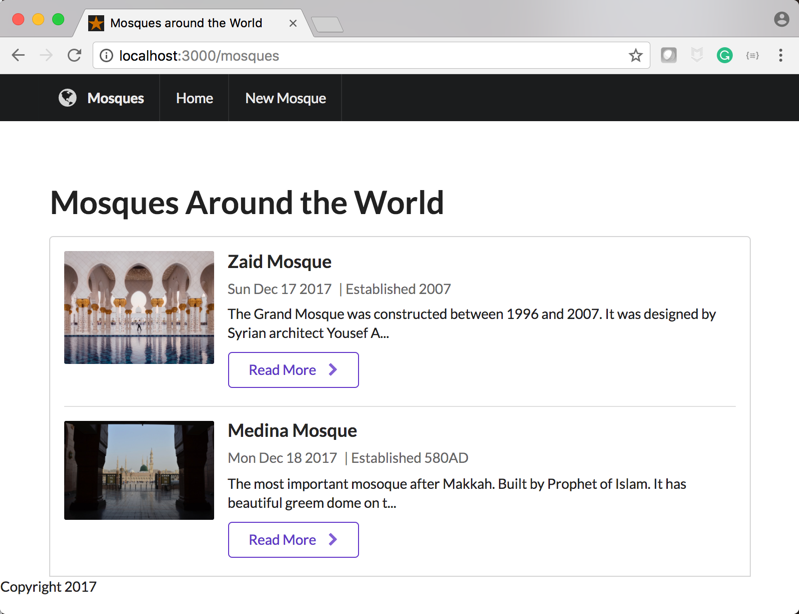 Mosques around the World
localhost:3000/mosques
Mosques Home New Mosque
Mosques Around the World
Zaid Mosque
Sun Dec 17 2017 | Established 2007
The Grand Mosque was constructed between 1996 and 2007. It was designed by
Syrian architect Yousef A...
Read More
Medina Mosque
Mon Dec 18 2017 | Established 580AD
The most important mosoque after Makkah. Built by Prophet of Islam. It has
beautiful greem dome on t...
Read More
Copyright 2017